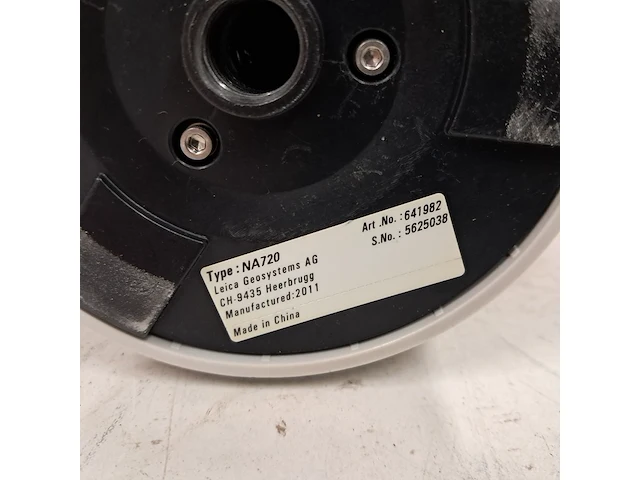 Type : NA720
Leica Geosystems AG
CH-9435 Heerbrugg
Manufactured:2011
Made in China
Art .No. :641982
S.No. : 5625038